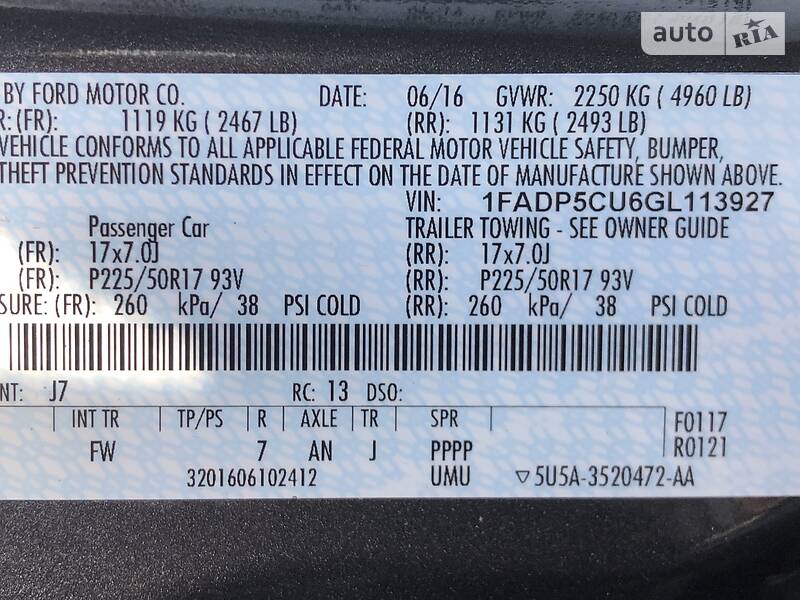 auto RIA
BY FORD MOTOR CO. DATE: 06/16 GVWR: 2250 KG ( 4960 LB)
R: (FR): 1119 KG ( 2467 LB) (RR): 1131 KG ( 2493 LB)
VEHICLE CONFORMS TO ALL APPLICABLE FEDERAL MOTOR VEHICLE SAFETY, BUMPER,
THEFT PREVENTION STANDARDS IN EFFECT ON THE DATE OF MANUFACTURE SHOWN ABOVE.
VIN: 1FADP5CU6GL113927
Passenger Car TRAILER TOWING - SEE OWNER GUIDE
(FR): 17x7.0J (RR): 17x7.0J
(FR): P225/50R17 93V (RR): P225/50R17 93V
SURE: (FR): 260 kPa/ 38 PSI COLD (RR): 260 kPa/ 38 PSI COLD
NT: J7 RC: 13 DSO:
INT TR TP/PS R AXLE TR SPR F0117
FW 7 AN J PPPP R0121
3201606102412 UMU ▽5U5A-3520472-AA